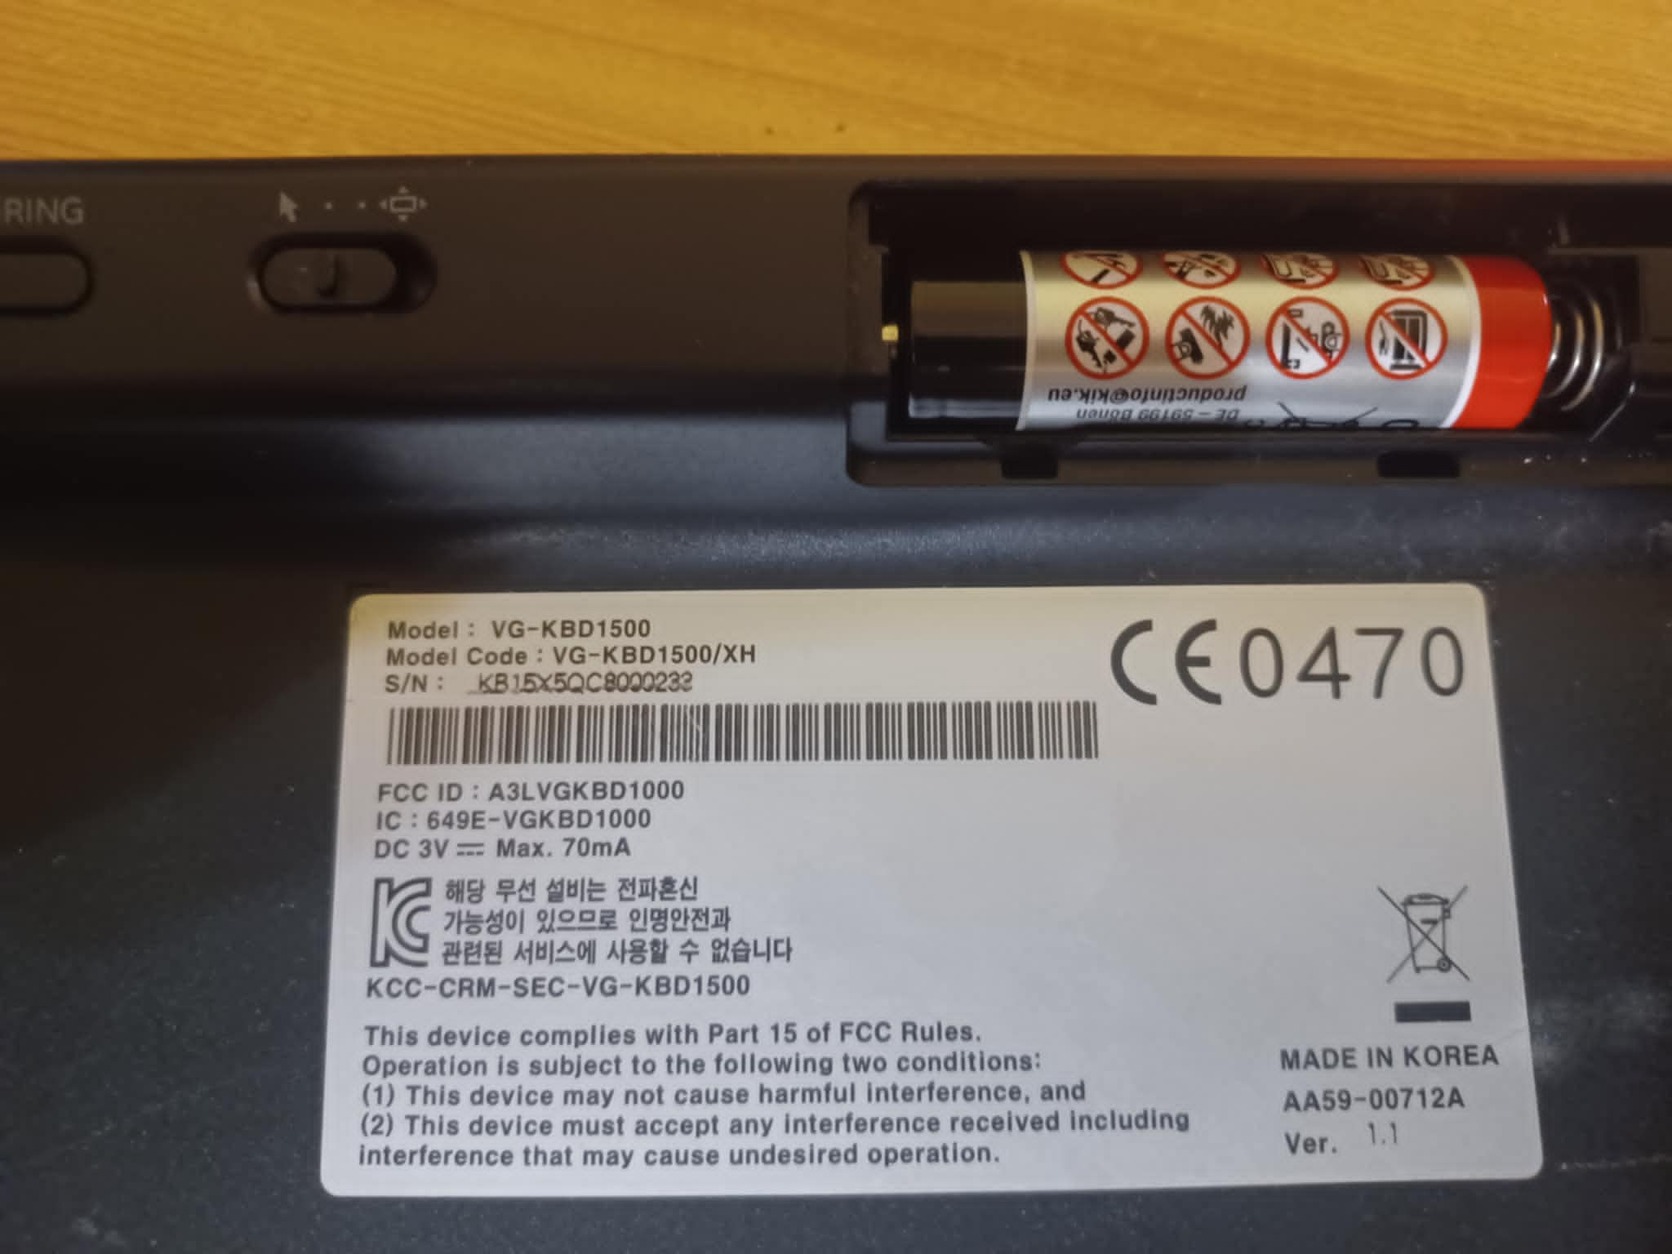 RING
productinfo@kik.eu
DE - 59199 Bönen
Model : VG-KBD1500
Model Code : VG-KBD1500/XH
S/N : KB15X5QC8000233
CE0470
FCC ID : A3LVGKBD1000
IC : 649E-VGKBD1000
DC 3V Max. 70mA
해당 무선 설비는 전파혼신
가능성이 있으므로 인명안전과
관련된 서비스에 사용할 수 없습니다
KCC-CRM-SEC-VG-KBD1500
This device complies with Part 15 of FCC Rules.
Operation is subject to the following two conditions:
(1) This device may not cause harmful interference, and
(2) This device must accept any interference received including
interference that may cause undesired operation.
MADE IN KOREA
AA59-00712A
Ver. 1.1